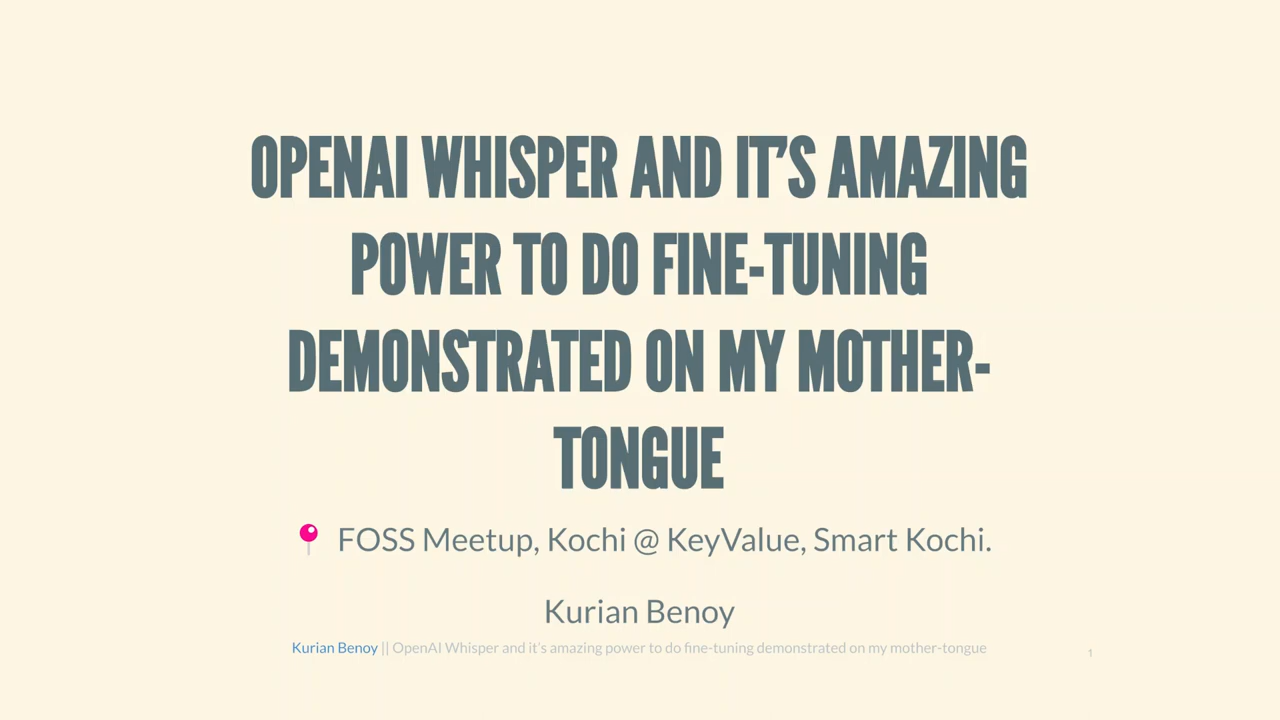 OPENAI WHISPER AND IT'S AMAZING
POWER TO DO FINE-TUNING
DEMONSTRATED ON MY MOTHER-
TONGUE
FOSS Meetup, Kochi @ KeyValue, Smart Kochi.
Kurian Benoy
Kurian Benoy || OpenAI Whisper and it's amazing power to do fine-tuning demonstrated on my mother-tongue
1